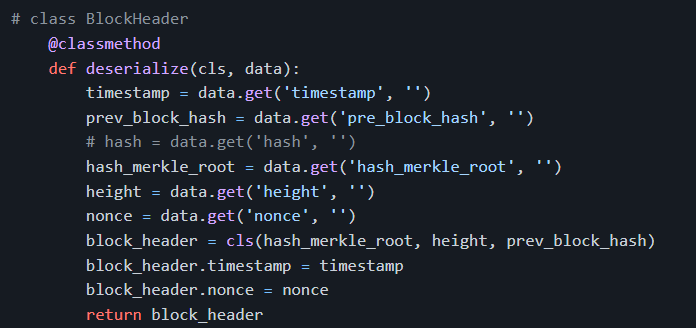 # class BlockHeader
    @classmethod
    def deserialize(cls, data):
        timestamp = data.get('timestamp', '')
        prev_block_hash = data.get('pre_block_hash', '')
        # hash = data.get('hash', '')
        hash_merkle_root = data.get('hash_merkle_root', '')
        height = data.get('height', '')
        nonce = data.get('nonce', '')
        block_header = cls(hash_merkle_root, height, prev_block_hash)
        block_header.timestamp = timestamp
        block_header.nonce = nonce
        return block_header